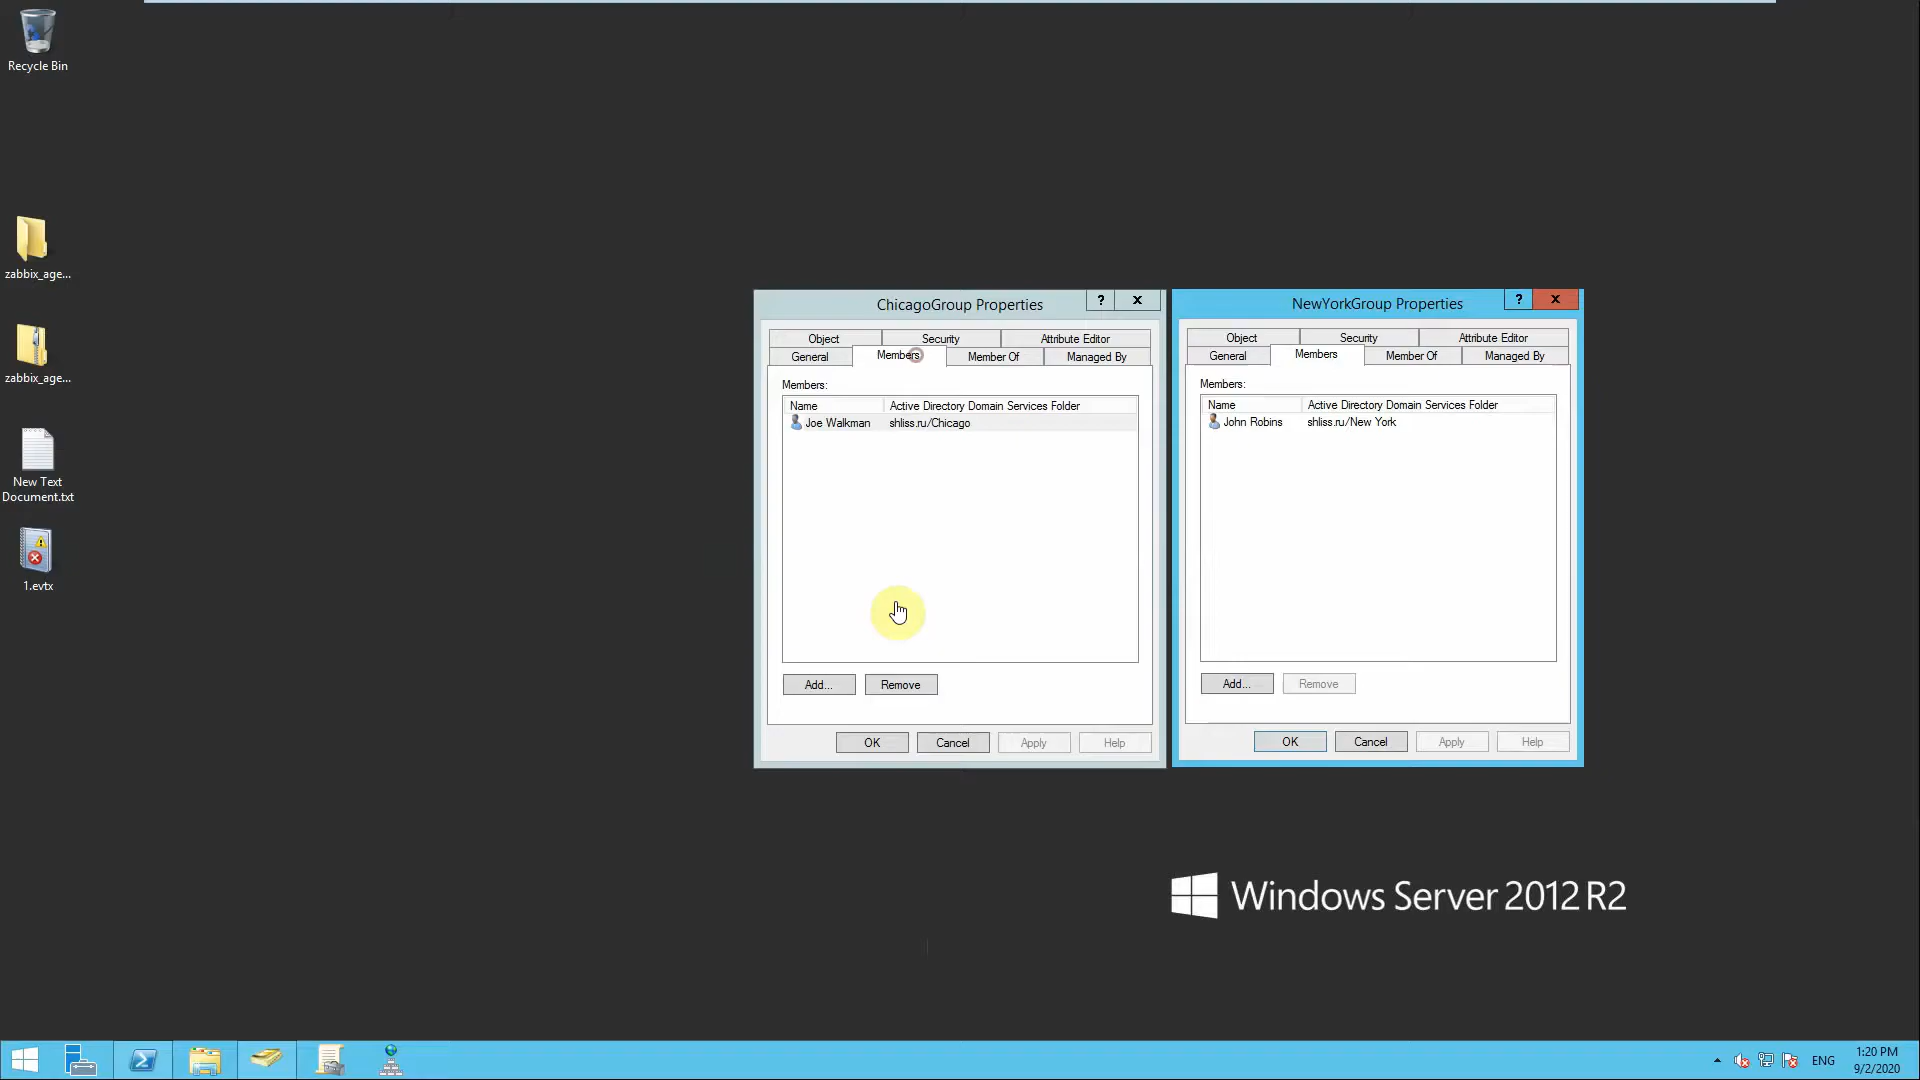 Recycle Bin
zabbix_age...
zabbix_age...
New Text
Document.txt
1.evtx
ChicagoGroup Properties
?
x
Object
Security
Attribute Editor
General
Members
Member Of
Managed By
Members:
Name
Active Directory Domain Services Folder
Joe Walkman
shliss.ru/Chicago
Add...
Remove
OK
Cancel
Apply
Help
NewYorkGroup Properties
?
x
Object
Security
Attribute Editor
General
Members
Member Of
Managed By
Members:
Name
Active Directory Domain Services Folder
John Robins
shliss.ru/New York
Add...
Remove
OK
Cancel
Apply
Help
Windows Server 2012 R2
ENG
1:20 PM
9/2/2020